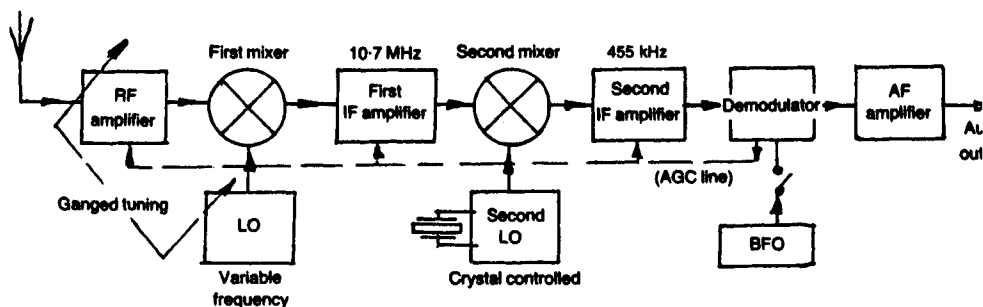 First mixer
10·7 MHz
Second mixer
455 kHz
RF
amplifier
First
IF amplifier
Second
IF amplifier
Demodulator
AF
amplifier
(AGC line)
Ganged tuning
LO
Second
LO
BFO
Variable
frequency
Crystal controlled